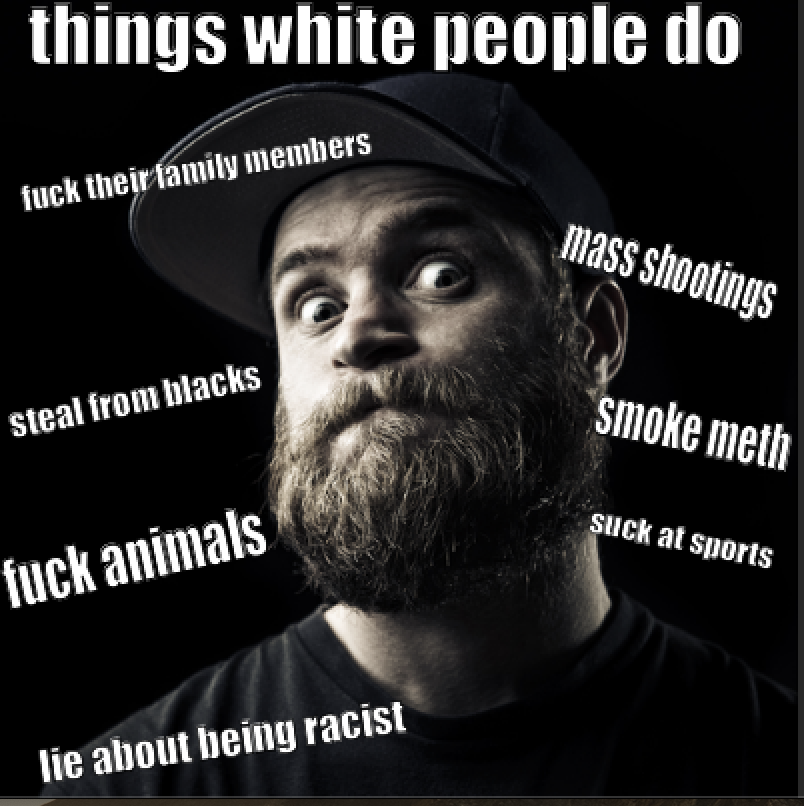 things white people do
fuck their family members
mass shootings
steal from blacks
smoke meth
fuck animals
suck at sports
lie about being racist